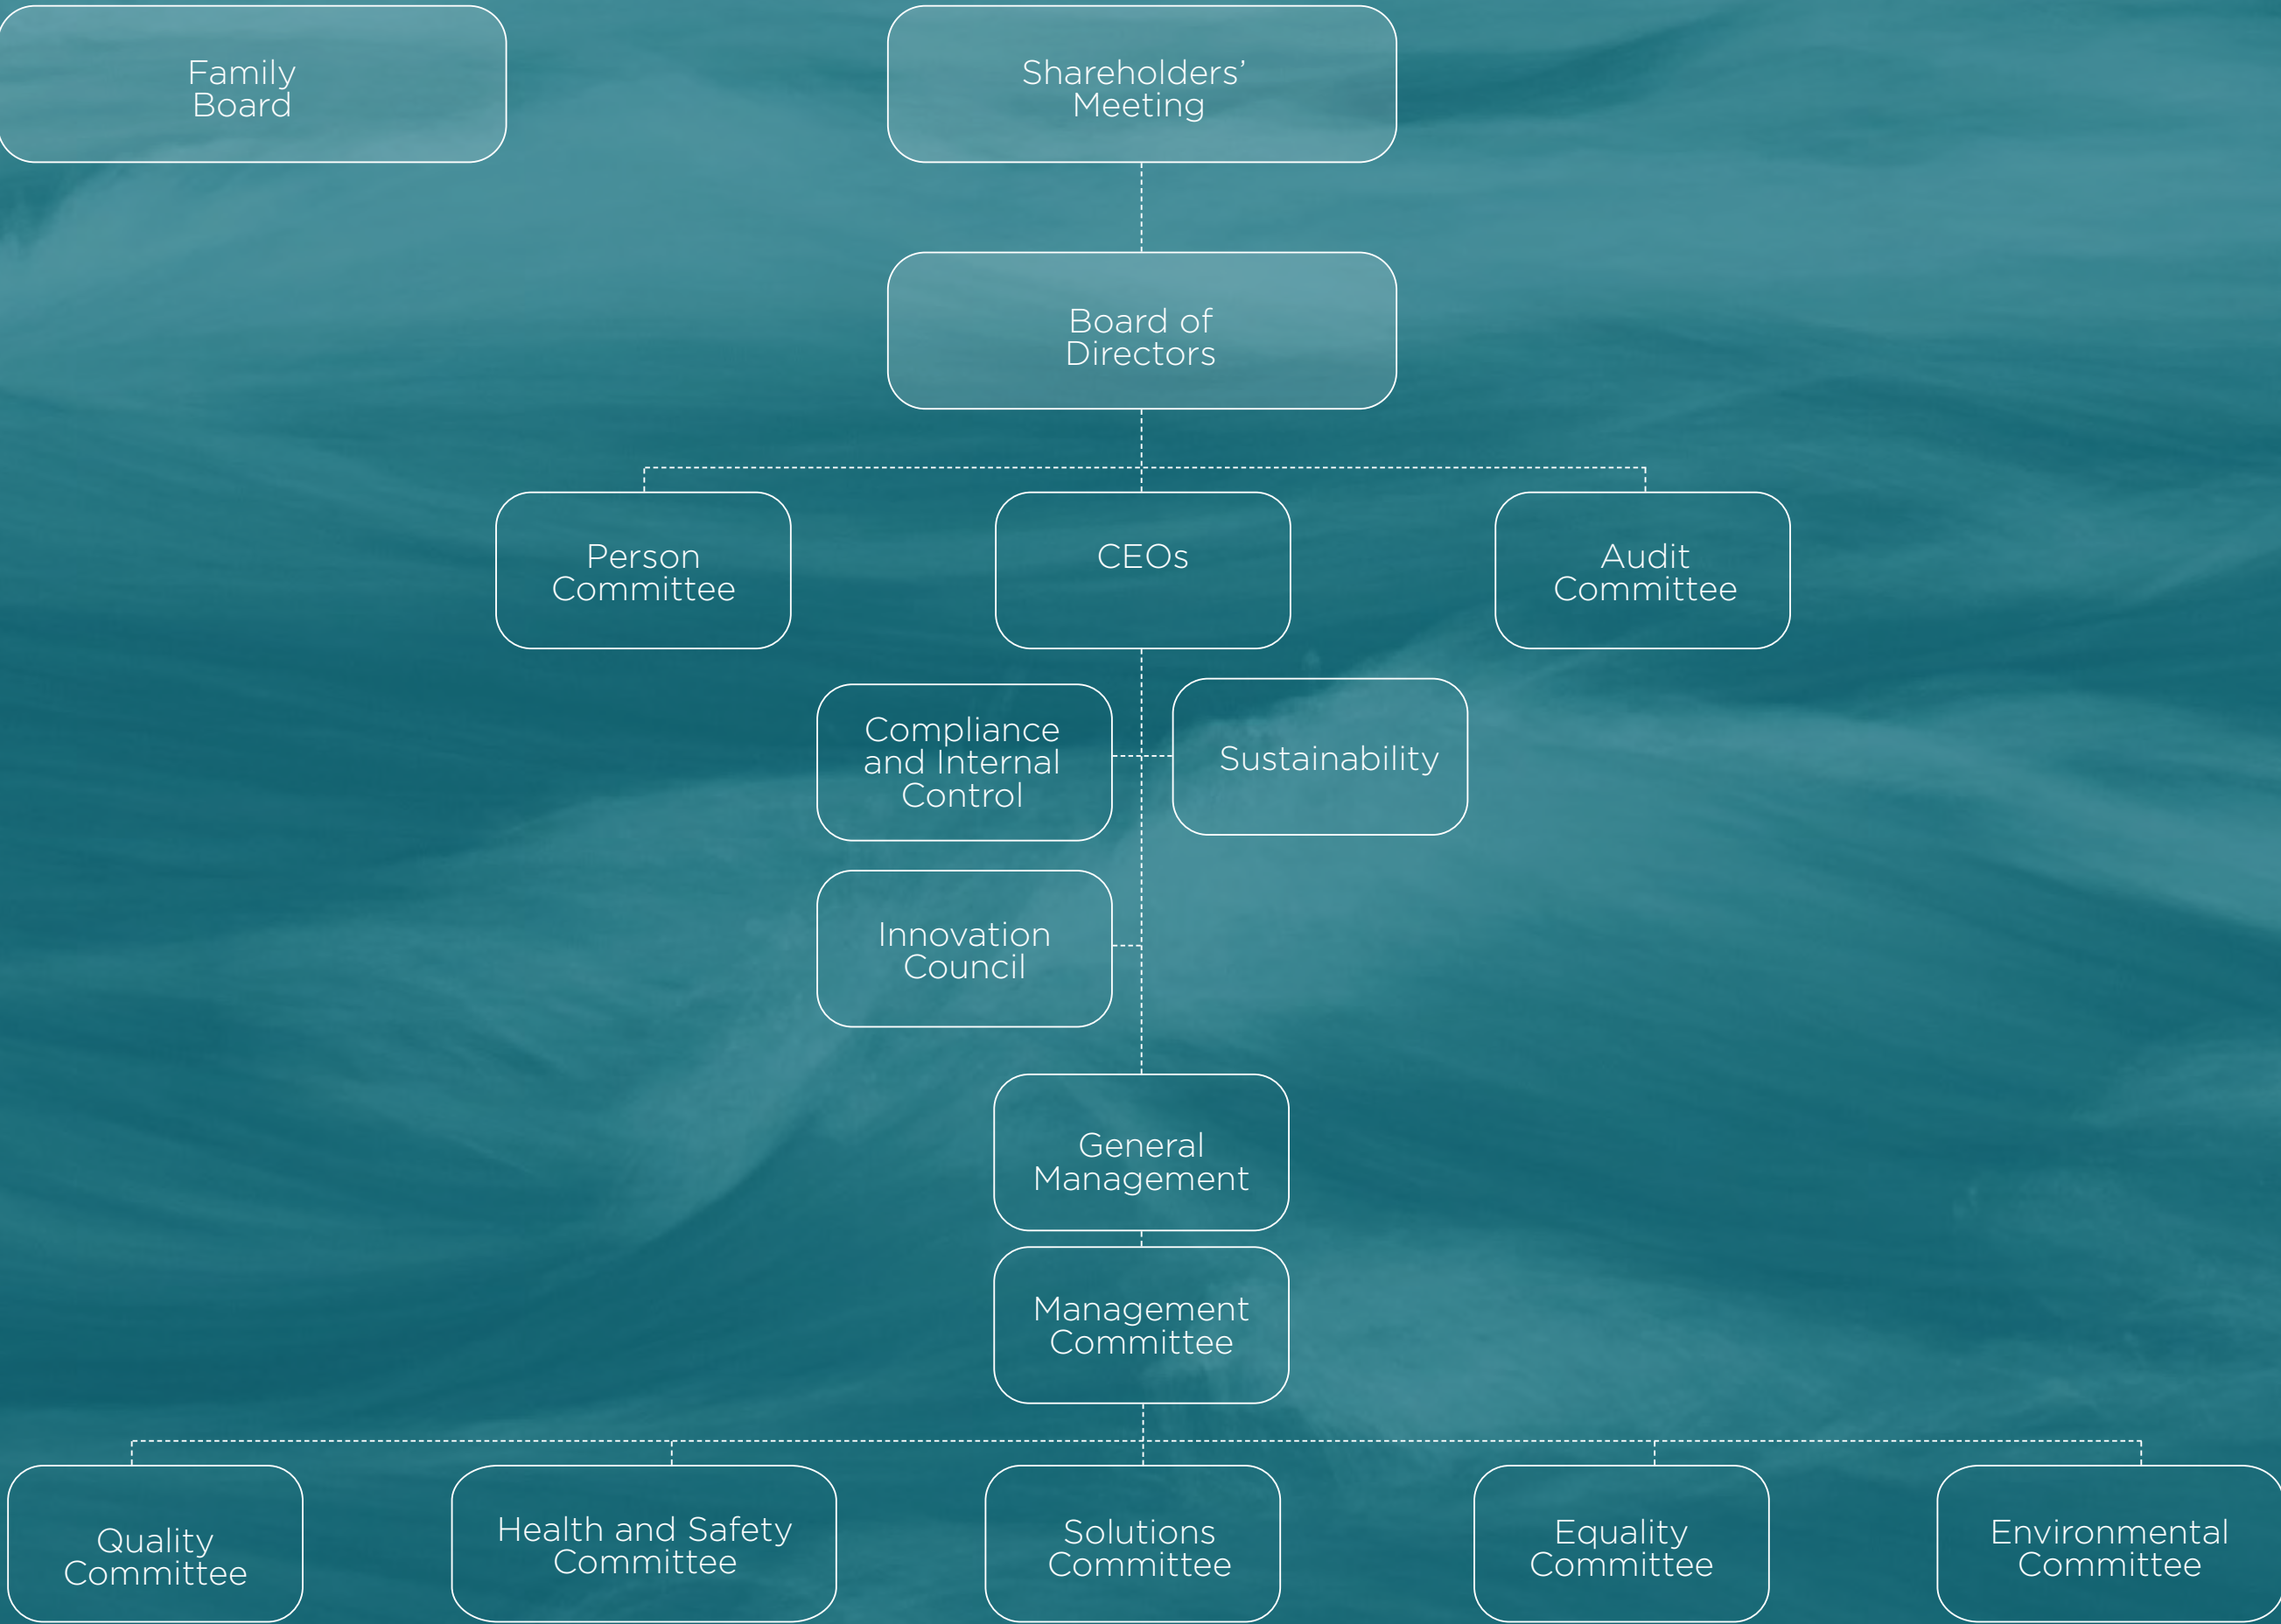 Family
Board
Shareholders’
Meeting
Board of
Directors
Person
Committee
CEOs
Audit
Committee
Compliance
and Internal
Control
Sustainability
Innovation
Council
General
Management
Management
Committee
Quality
Committee
Health and Safety
Committee
Solutions
Committee
Equality
Committee
Environmental
Committee